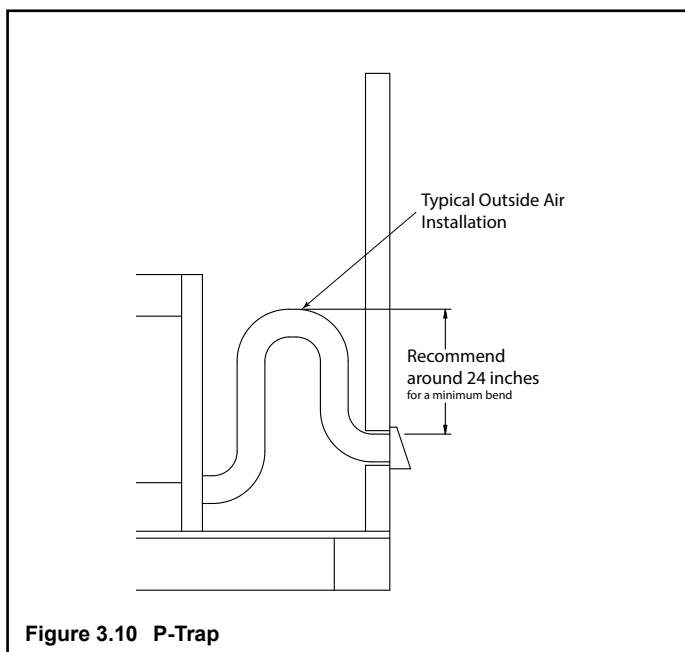 Typical Outside Air
Installation
Recommend
around 24 inches
for a minimum bend
Figure 3.10 P-Trap